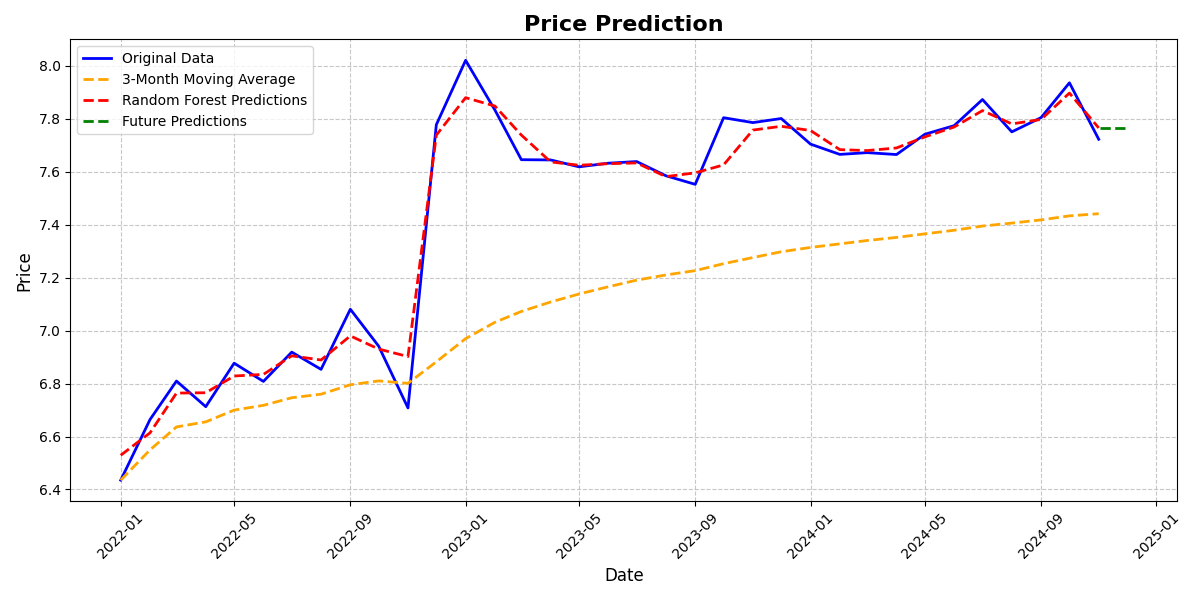 Price Prediction
Original Data
3-Month Moving Average
Random Forest Predictions
Future Predictions
8.0
7.8
7.6
7.4
7.2
7.0
6.8
6.6
6.4
Price
2022-01
2022-05
2022-09
2023-01
2023-05
2023-09
2024-01
2024-05
2024-09
2025-01
Date